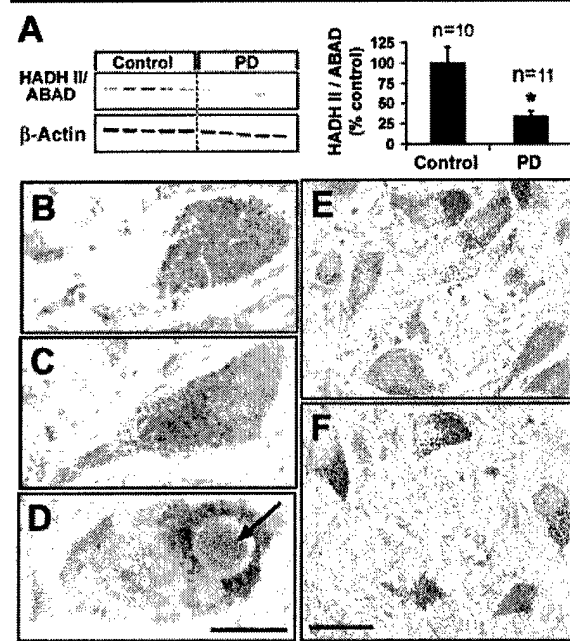 A
Control PD
HADH II/
ABAD
β-Actin
HADH II / ABAD
(% control)
125
100
75
50
25
0
n=10
n=11
*
Control PD
B
C
D
E
F